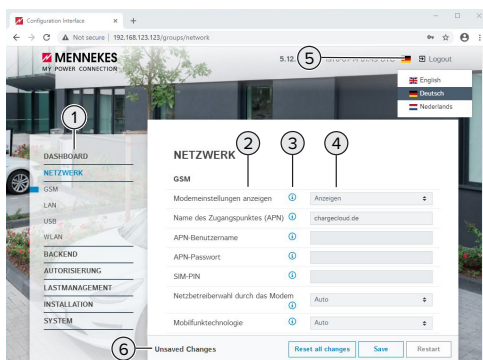 Configuration Interface
Not secure | 192.168.123.123/groups/network
MENNEKES
MY POWER CONNECTION
5.12.
5
Logout
English
Deutsch
Nederlands
1
DASHBOARD
NETZWERK
GSM
LAN
USB
WLAN
BACKEND
AUTORISIERUNG
LASTMANAGEMENT
INSTALLATION
SYSTEM
NETZWERK
2
3
4
GSM
Modemeinstellungen anzeigen Anzeigen
Name des Zugangspunktes (APN) chargecloud.de
APN-Benutzername
APN-Passwort
SIM-PIN
Netzbetreiberwahl durch das Modem Auto
Mobilfunktechnologie Auto
6
Unsaved Changes Reset all changes Save Restart